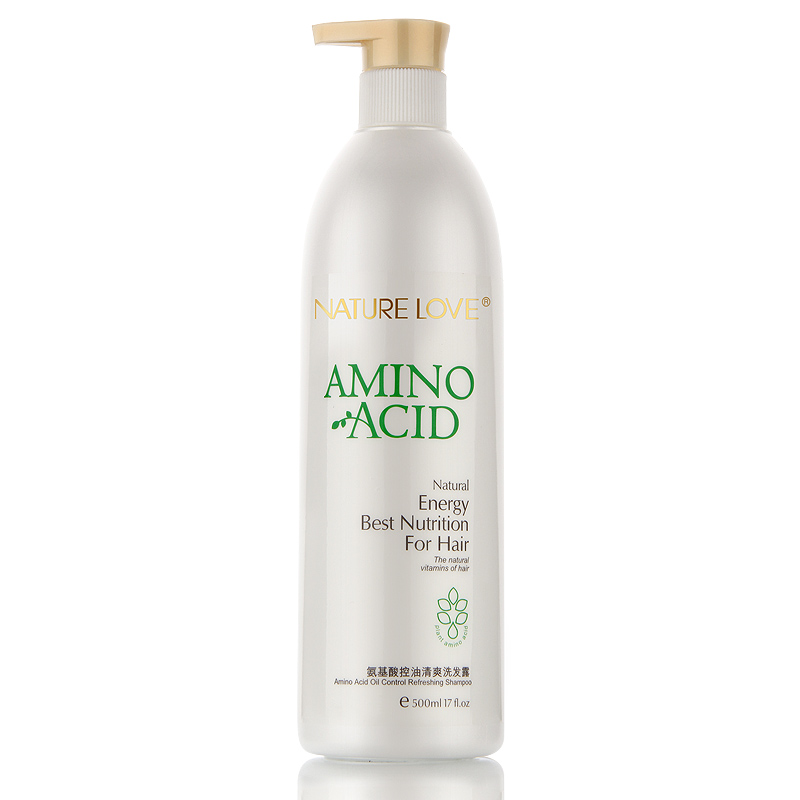 NATURE LOVE®
AMINO
ACID
Natural
Energy
Best Nutrition
For Hair
The natural
vitamins of hair
plant amino acid
氨基酸控油清爽洗发露
Amino Acid Oil Control Refreshing Shampoo
e 500ml 17 fl.oz